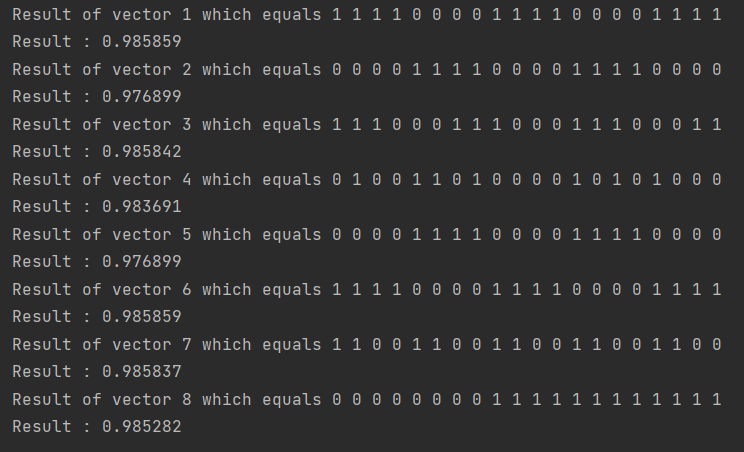 Result of vector 1 which equals 1 1 1 1 0 0 0 0 1 1 1 1 0 0 0 0 1 1 1 1
Result : 0.985859
Result of vector 2 which equals 0 0 0 0 1 1 1 1 0 0 0 0 1 1 1 1 0 0 0 0
Result : 0.976899
Result of vector 3 which equals 1 1 1 0 0 0 1 1 1 0 0 0 1 1 1 0 0 0 1 1
Result : 0.985842
Result of vector 4 which equals 0 1 0 0 1 1 0 1 0 0 0 0 1 0 1 0 1 0 0 0
Result : 0.983691
Result of vector 5 which equals 0 0 0 0 1 1 1 1 0 0 0 0 1 1 1 1 0 0 0 0
Result : 0.976899
Result of vector 6 which equals 1 1 1 1 0 0 0 0 1 1 1 1 0 0 0 0 1 1 1 1
Result : 0.985859
Result of vector 7 which equals 1 1 0 0 1 1 0 0 1 1 0 0 1 1 0 0 1 1 0 0
Result : 0.985837
Result of vector 8 which equals 0 0 0 0 0 0 0 0 1 1 1 1 1 1 1 1 1 1 1 1
Result : 0.985282